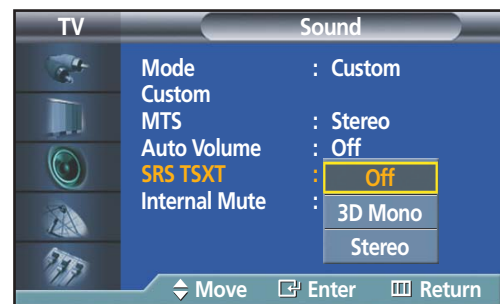 TV Sound
Mode : Custom
Custom
MTS : Stereo
Auto Volume : Off
SRS TSXT : Off
Internal Mute : 3D Mono
Stereo
Move Enter Return